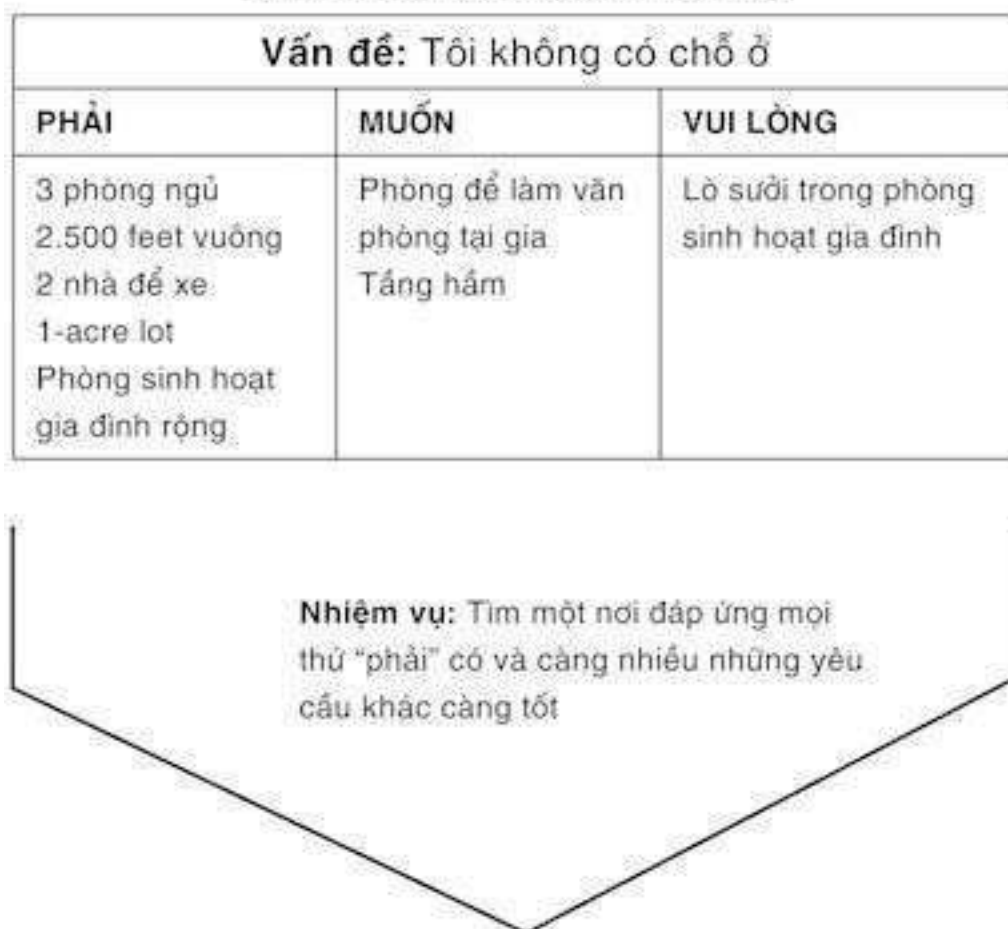 Vấn đề: Tôi không có chỗ ở
PHẢI
MUỐN
VUI LÒNG
3 phòng ngủ
2.500 feet vuông
2 nhà để xe
1-acre lot
Phòng sinh hoạt
gia đình rộng
Phòng để làm văn
phòng tại gia
Tầng hầm
Lò sưởi trong phòng
sinh hoạt gia đình
Nhiệm vụ: Tìm một nơi đáp ứng mọi
thứ “phải” có và càng nhiều những yêu
cầu khác càng tốt